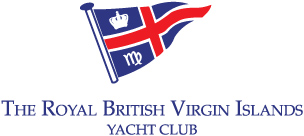 THE ROYAL BRITISH VIRGIN ISLANDS
YACHT CLUB